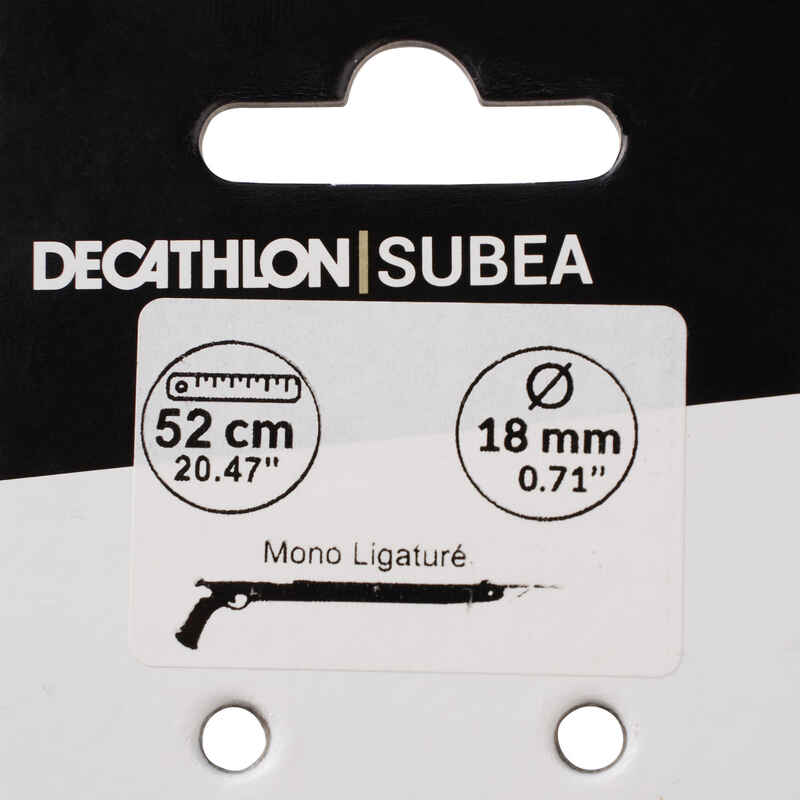 DECATHLON | SUBEA
52 cm
20.47"
Ø
18 mm
0.71"
Mono Ligaturé